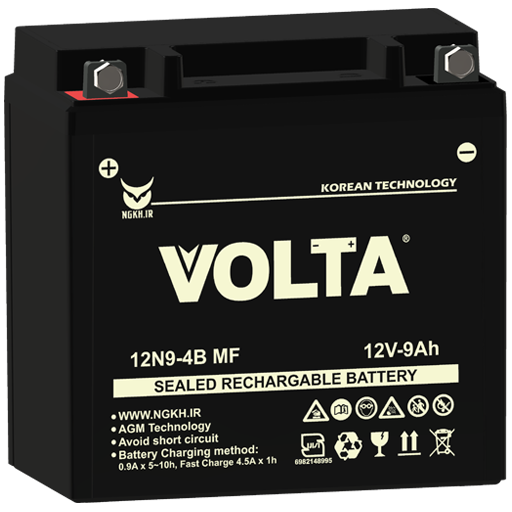 NGKH.IR
KOREAN TECHNOLOGY
VOLTA®
12N9-4B MF 12V-9Ah
SEALED RECHARGABLE BATTERY
• WWW.NGKH.IR
• AGM Technology
• Avoid short circuit
• Battery Charging method:
0.9A x 5~10h, Fast Charge 4.5A x 1h
6982148995